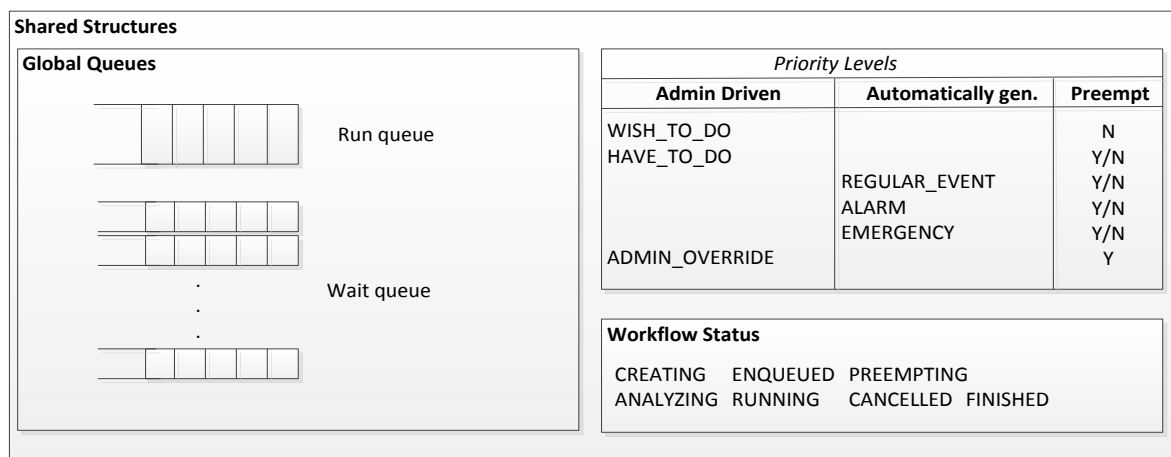 Shared Structures
Global Queues
Run queue
Wait queue
.
.
.
Priority Levels
Admin Driven Automatically gen. Preempt
WISH_TO_DO N
HAVE_TO_DO Y/N
REGULAR_EVENT Y/N
ALARM Y/N
EMERGENCY Y/N
ADMIN_OVERRIDE Y
Workflow Status
CREATING ENQUEUED PREEMPTING
ANALYZING RUNNING CANCELLED FINISHED